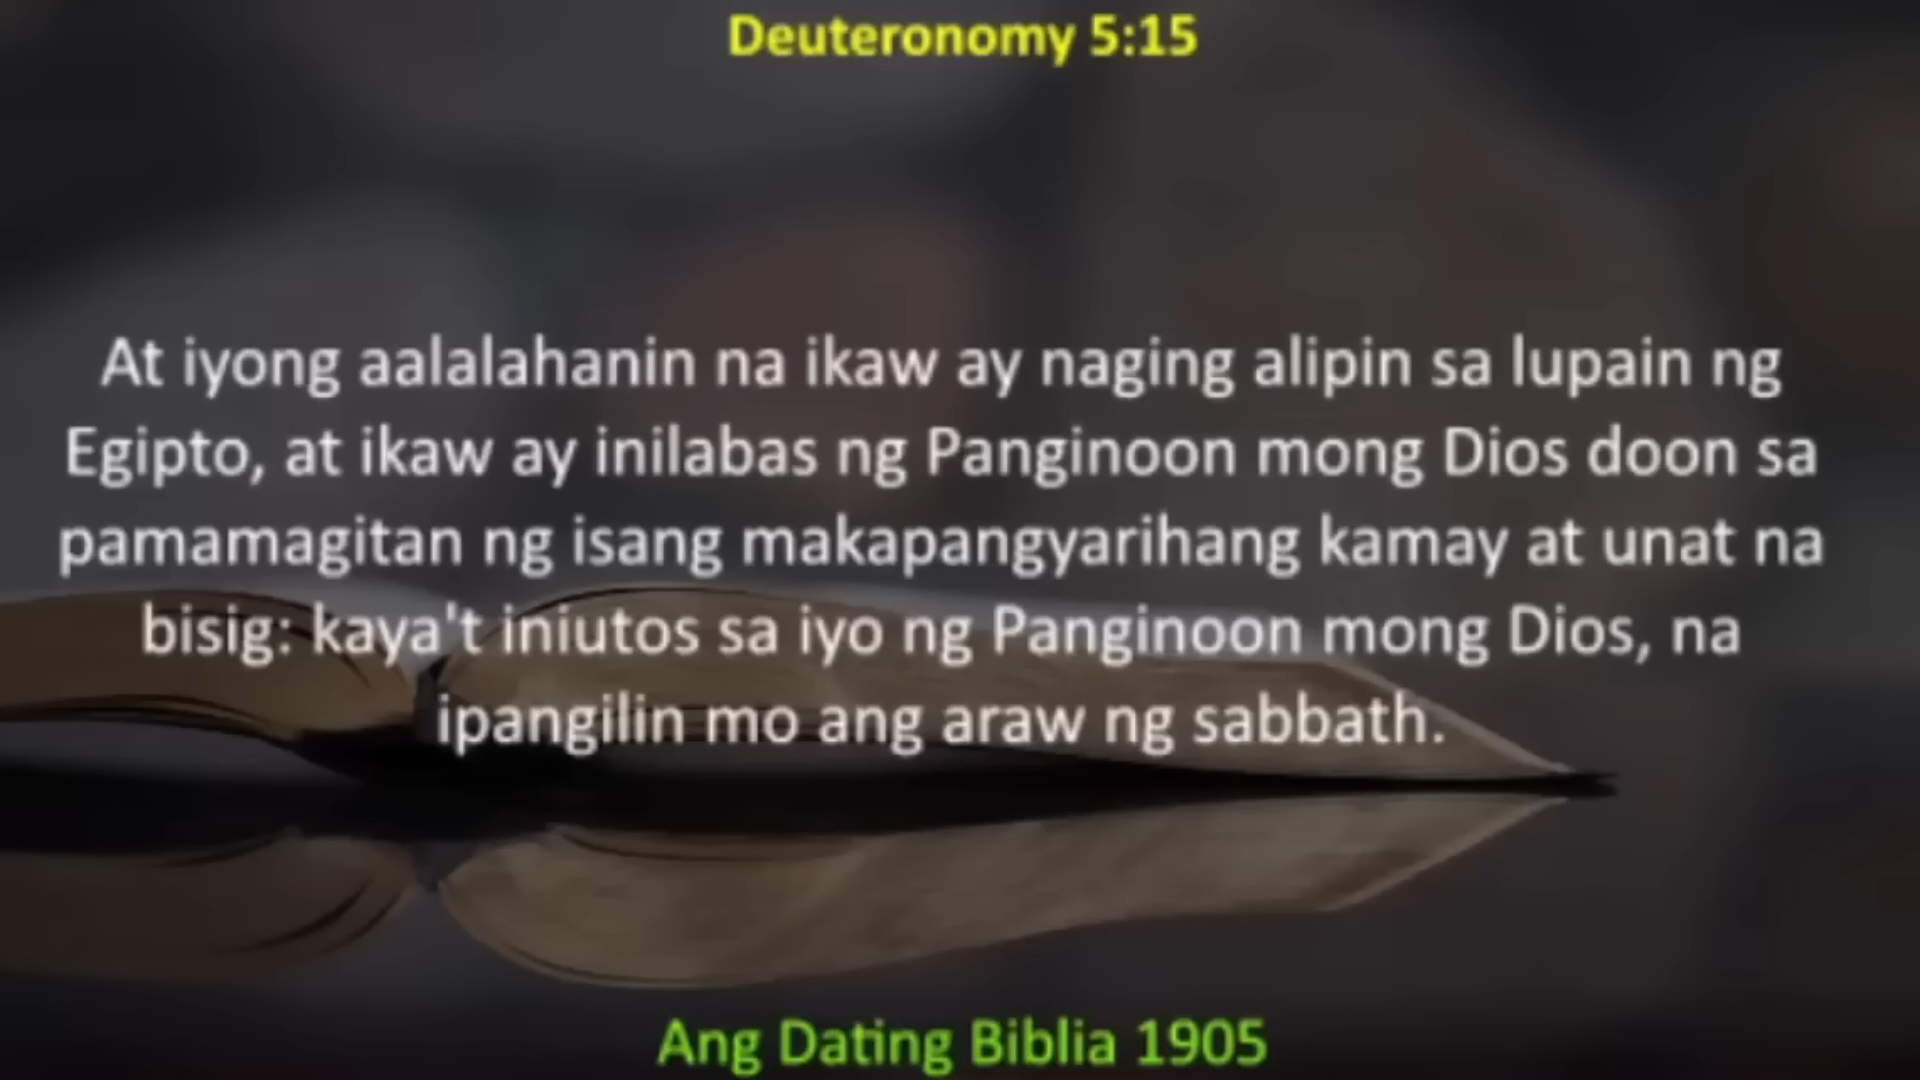 Deuteronomy 5:15
At iyong aalalahanin na ikaw ay naging alipin sa lupain ng
Egipto, at ikaw ay inilabas ng Panginoon mong Dios doon sa
pamamagitan ng isang makapangyarihang kamay at unat na
bisig: kaya't iniutos sa iyo ng Panginoon mong Dios, na
ipangilin mo ang araw ng sabbath.
Ang Dating Biblia 1905